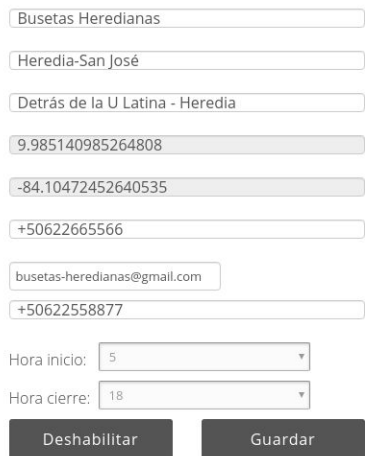 Busetas Heredianas
Heredia-San José
Detrás de la U Latina - Heredia
9.985140985264808
-84.10472452640535
+50622665566
busetas-heredianas@gmail.com
+50622558877
Hora inicio: 5
Hora cierre: 18
Deshabilitar Guardar